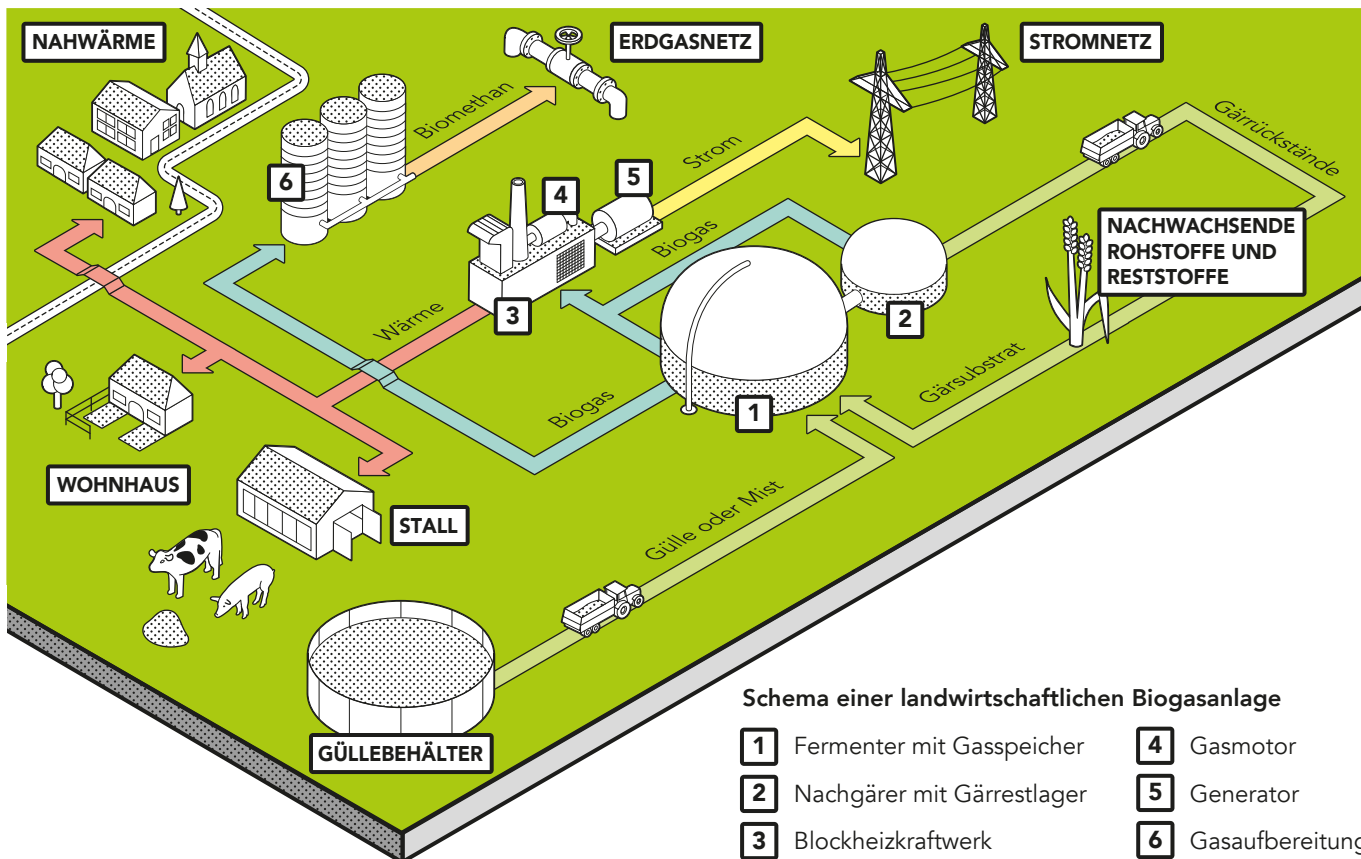 NAHWÄRME
ERDGASNETZ
STROMNETZ
Biomethan
Gärrückstände
6
Strom
5
4
Biogas
NACHWACHSENDE
ROHSTOFFE UND
RESTSTOFFE
3
2
Wärme
Gärsubstrat
Biogas
1
WOHNHAUS
STALL
Gülle oder Mist
GÜLLEBEHÄLTER
Schema einer landwirtschaftlichen Biogasanlage
1 Fermenter mit Gasspeicher
2 Nachgärer mit Gärrestlager
3 Blockheizkraftwerk
4 Gasmotor
5 Generator
6 Gasaufbereitung